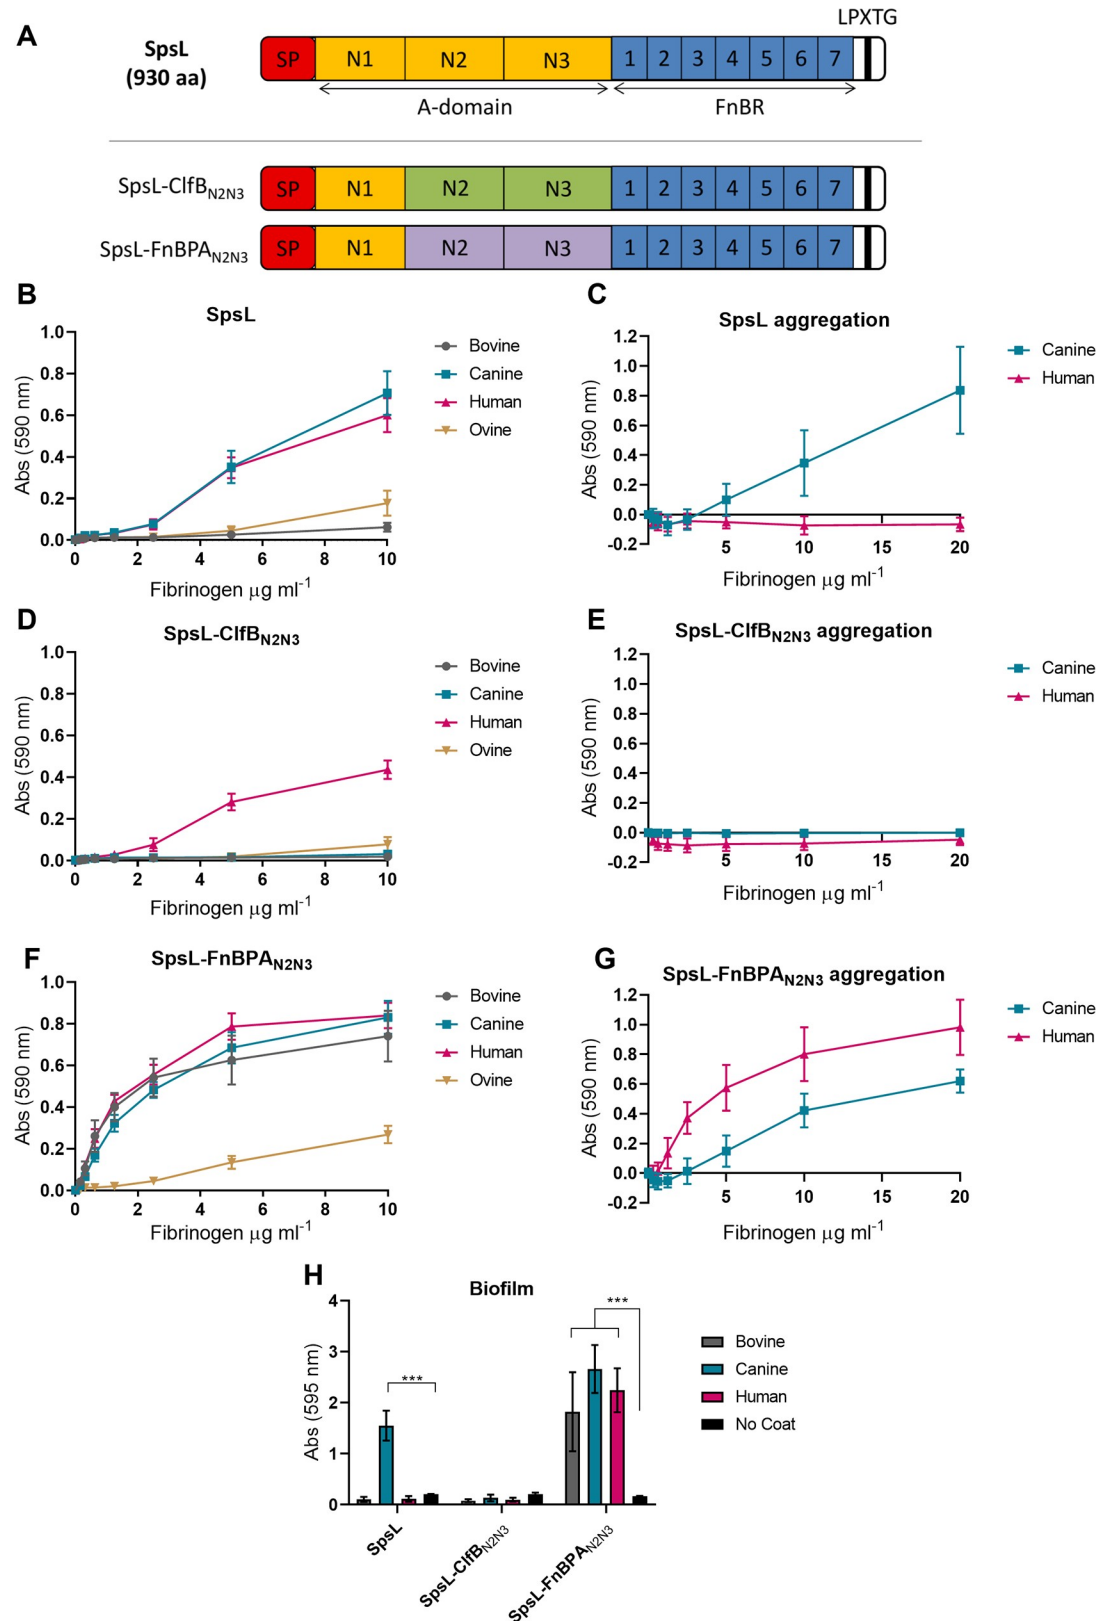 A
LPXTG
SpsL
(930 aa)
SP N1 N2 N3 1 2 3 4 5 6 7
A-domain FnBR
SpsL-ClfBN2N3 SP N1 N2 N3 1 2 3 4 5 6 7
SpsL-FnBPAN2N3 SP N1 N2 N3 1 2 3 4 5 6 7
B
SpsL
Abs (590 nm)
1.0
0.8
0.6
0.4
0.2
0.0
0 2 4 6 8 10
Fibrinogen μg ml-1
Bovine
Canine
Human
Ovine
C
SpsL aggregation
Abs (590 nm)
1.2
1.0
0.8
0.6
0.4
0.2
0.0
-0.2
5 10 15 20
Fibrinogen μg ml-1
Canine
Human
D
SpsL-ClfBN2N3
Abs (590 nm)
1.0
0.8
0.6
0.4
0.2
0.0
0 2 4 6 8 10
Fibrinogen μg ml-1
Bovine
Canine
Human
Ovine
E
SpsL-ClfBN2N3 aggregation
Abs (590 nm)
1.2
1.0
0.8
0.6
0.4
0.2
0.0
-0.2
5 10 15 20
Fibrinogen μg ml-1
Canine
Human
F
SpsL-FnBPAN2N3
Abs (590 nm)
1.0
0.8
0.6
0.4
0.2
0.0
0 2 4 6 8 10
Fibrinogen μg ml-1
Bovine
Canine
Human
Ovine
G
SpsL-FnBPAN2N3 aggregation
Abs (590 nm)
1.2
1.0
0.8
0.6
0.4
0.2
0.0
-0.2
5 10 15 20
Fibrinogen μg ml-1
Canine
Human
H
Biofilm
Abs (595 nm)
4
3
2
1
0
***
***
SpsL
SpsL-ClfBN2N3
SpsL-FnBPAN2N3
Bovine
Canine
Human
No Coat